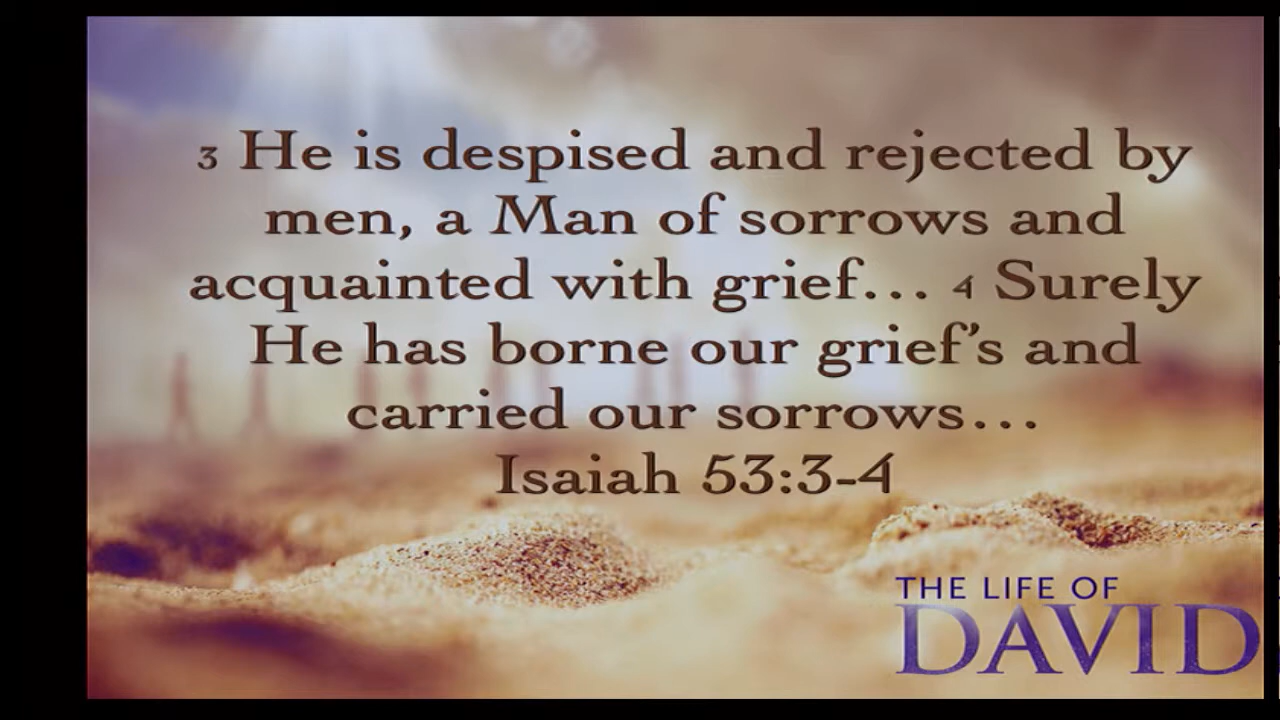 3 He is despised and rejected by
men, a Man of sorrows and
acquainted with grief... 4 Surely
He has borne our grief's and
carried our sorrows...
Isaiah 53:3-4
THE LIFE OF
DAVID